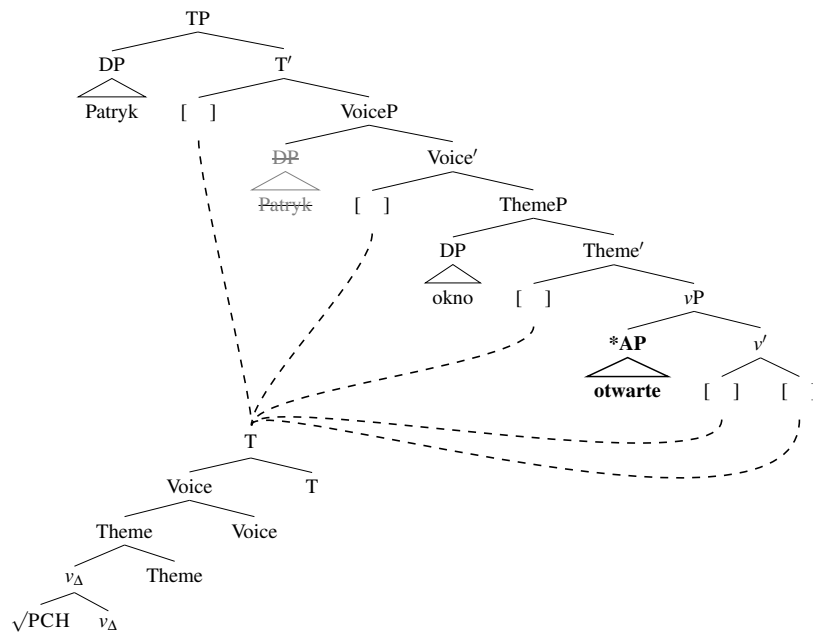 TP
DP T′
Patryk [ ] VoiceP
DP Voice′
Patryk [ ] ThemeP
DP Theme′
okno [ ] vP
*AP v′
otwarte [ ] [ ]
T
Voice T
Theme Voice
v∆ Theme
√PCH v∆